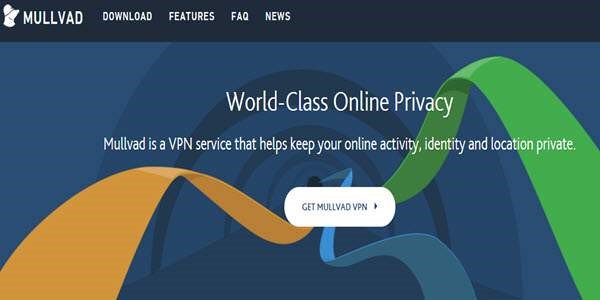 MULLVAD DOWNLOAD FEATURES FAQ NEWS
World-Class Online Privacy
Mullvad is a VPN service that helps keep your online activity, identity and location private.
GET MULLVAD VPN